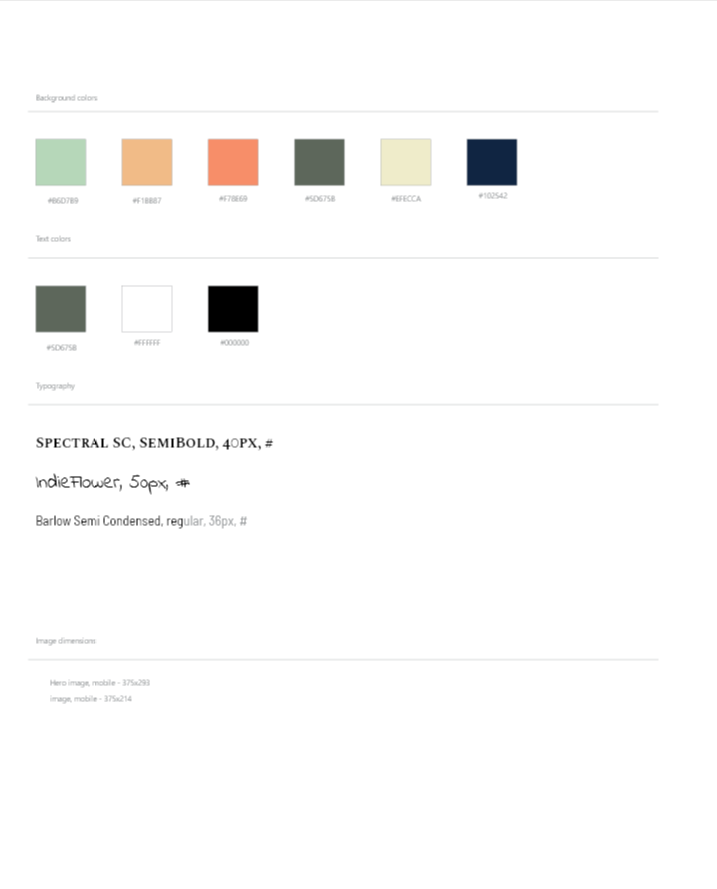 Background colors
#B6D7B9
#F1BB87
#F78E69
#5D675B
#EFECCA
#102542
Text colors
#5D675B
#FFFFFF
#000000
Typography
Spectral SC, SemiBold, 40px, #
IndieFlower, 50px, #
Barlow Semi Condensed, regular, 36px, #
Image dimensions
Hero image, mobile - 375x293
image, mobile - 375x214